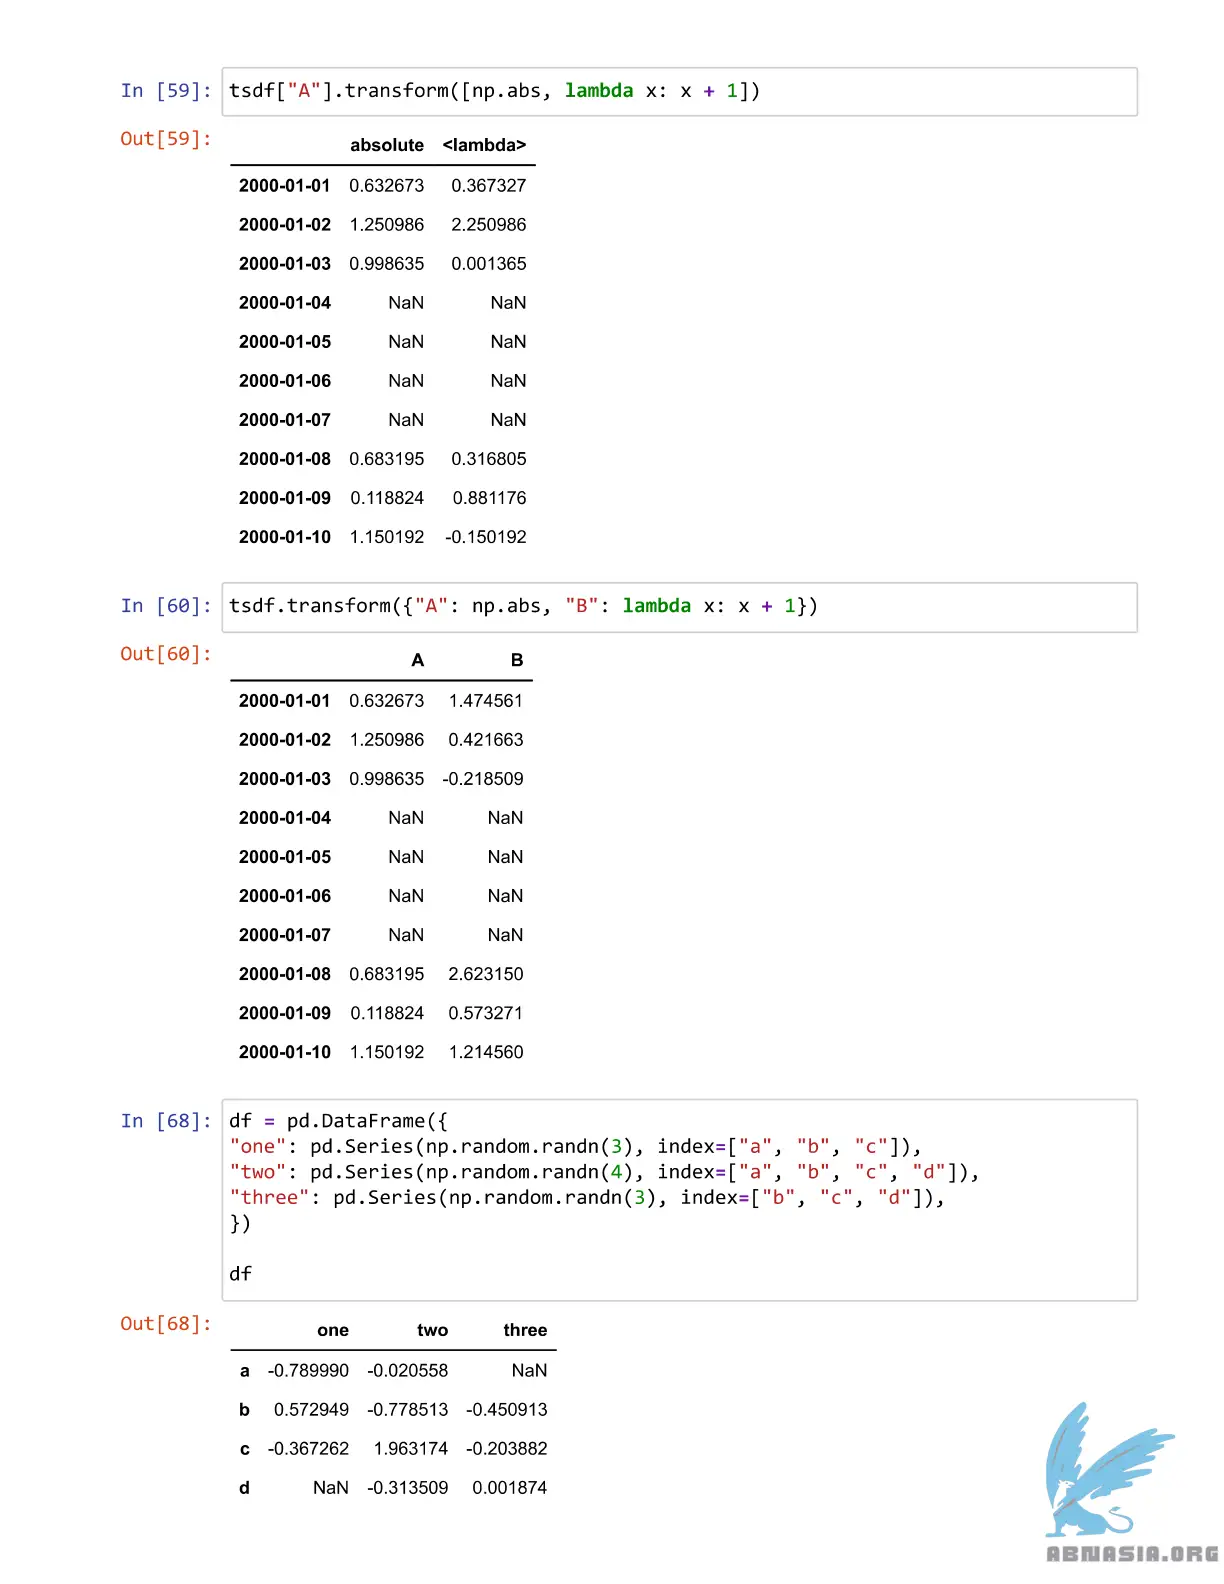 In [59]: tsdf["A"].transform([np.abs, lambda x: x + 1])
Out[59]:
absolute <lambda>
2000-01-01 0.632673 0.367327
2000-01-02 1.250986 2.250986
2000-01-03 0.998635 0.001365
2000-01-04 NaN NaN
2000-01-05 NaN NaN
2000-01-06 NaN NaN
2000-01-07 NaN NaN
2000-01-08 0.683195 0.316805
2000-01-09 0.118824 0.881176
2000-01-10 1.150192 -0.150192
In [60]: tsdf.transform({"A": np.abs, "B": lambda x: x + 1})
Out[60]:
A B
2000-01-01 0.632673 1.474561
2000-01-02 1.250986 0.421663
2000-01-03 0.998635 -0.218509
2000-01-04 NaN NaN
2000-01-05 NaN NaN
2000-01-06 NaN NaN
2000-01-07 NaN NaN
2000-01-08 0.683195 2.623150
2000-01-09 0.118824 0.573271
2000-01-10 1.150192 1.214560
In [68]: df = pd.DataFrame({
"one": pd.Series(np.random.randn(3), index=["a", "b", "c"]),
"two": pd.Series(np.random.randn(4), index=["a", "b", "c", "d"]),
"three": pd.Series(np.random.randn(3), index=["b", "c", "d"]),
})
df
Out[68]:
one two three
a -0.789990 -0.020558 NaN
b 0.572949 -0.778513 -0.450913
c -0.367262 1.963174 -0.203882
d NaN -0.313509 0.001874
ABNASIA.ORG